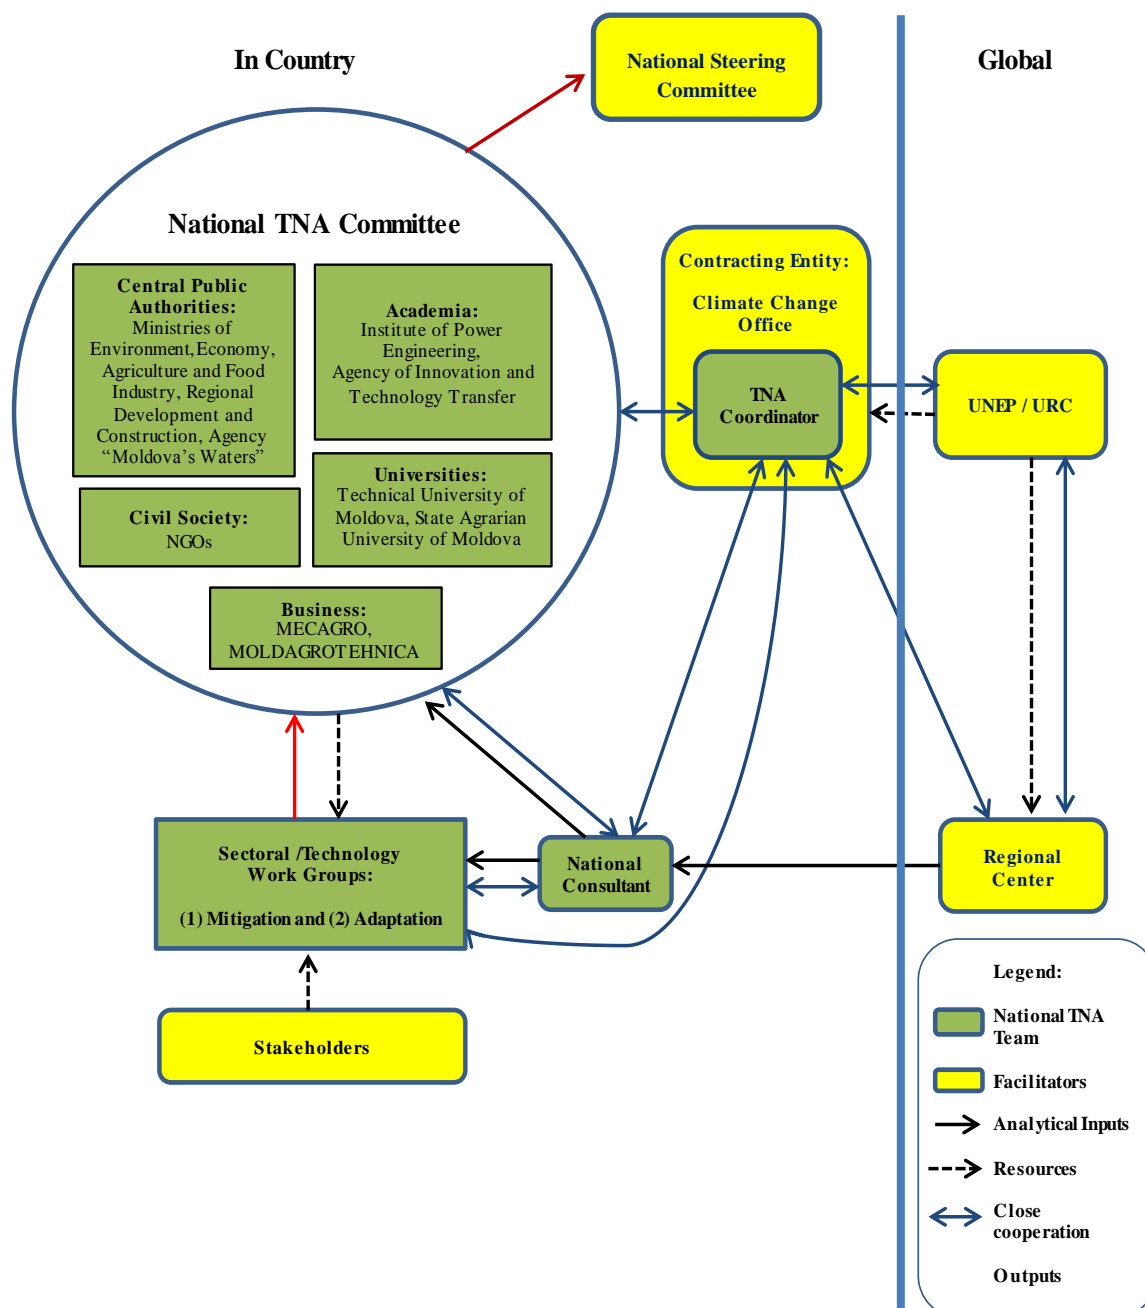 In Country
National Steering
Committee
Global
National TNA Committee
Central Public
Authorities:
Ministries of
Environment, Economy,
Agriculture and Food
Industry, Regional
Development and
Construction, Agency
“Moldova’s Waters”
Academia:
Institute of Power
Engineering,
Agency of Innovation and
Technology Transfer
Civil Society:
NGOs
Universities:
Technical University of
Moldova, State Agrarian
University of Moldova
Business:
MECAGRO,
MOLDAGROTEHNICA
Contracting Entity:
Climate Change
Office
TNA
Coordinator
UNEP / URC
Sectoral /Technology
Work Groups:
(1) Mitigation and (2) Adaptation
National
Consultant
Regional
Center
Stakeholders
Legend:
National TNA
Team
Facilitators
Analytical Inputs
Resources
Close
cooperation
Outputs